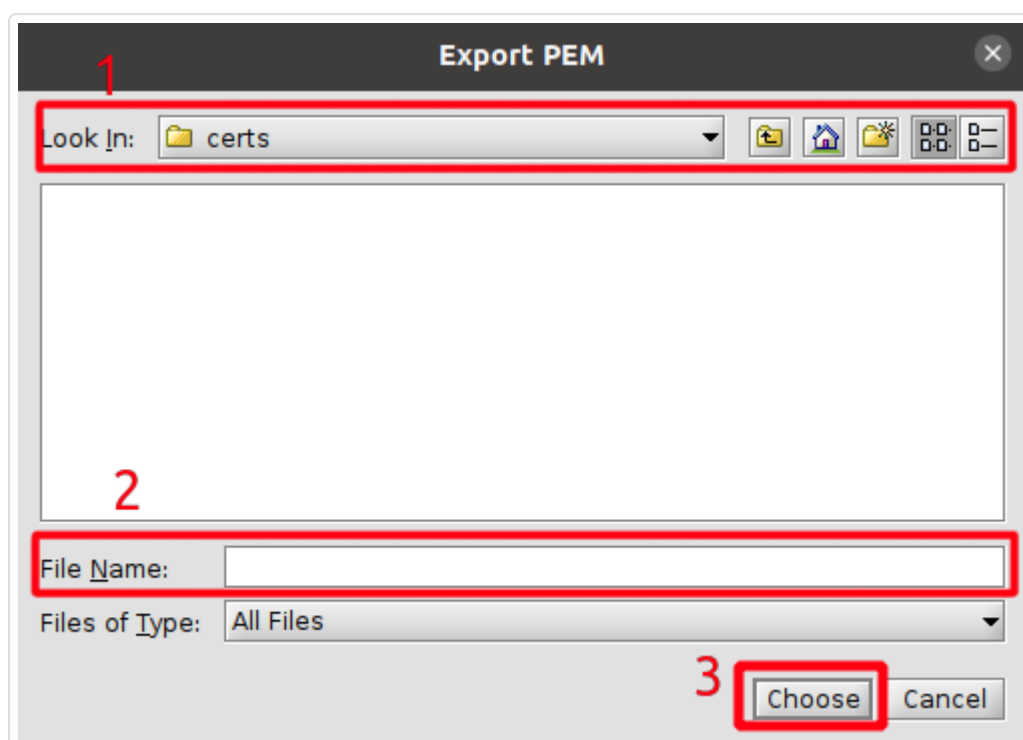 Export PEM
1
Look In: certs
2
File Name:
Files of Type: All Files
3
Choose Cancel